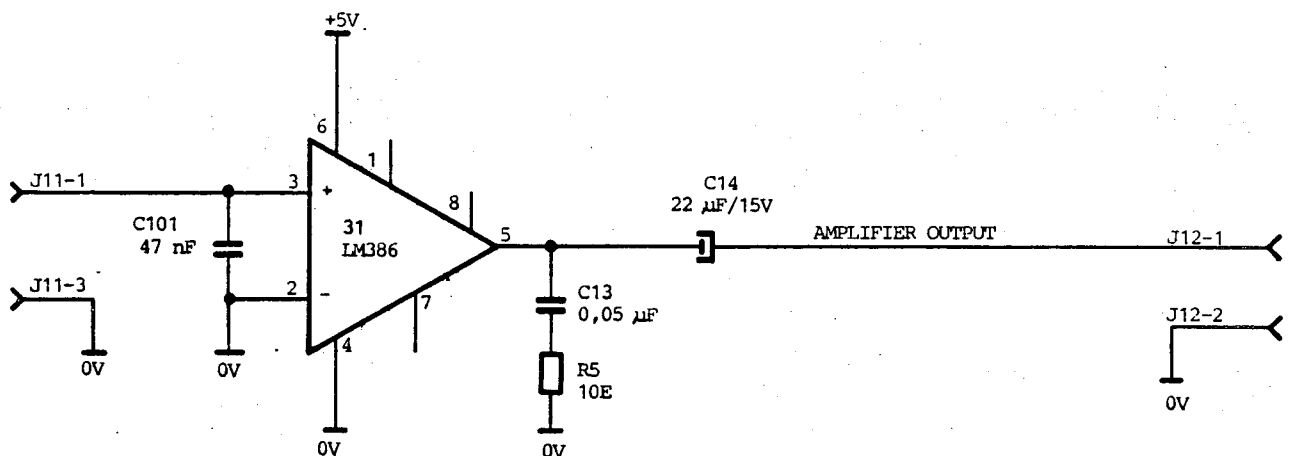 +5V
6
1
J11-1
3
+
8
C14
22 µF/15V
C101
47 nF
31
LM386
5
AMPLIFIER OUTPUT
J12-1
J11-3
2
-
7
C13
0,05 µF
J12-2
4
0V
0V
R5
10E
0V
0V
0V